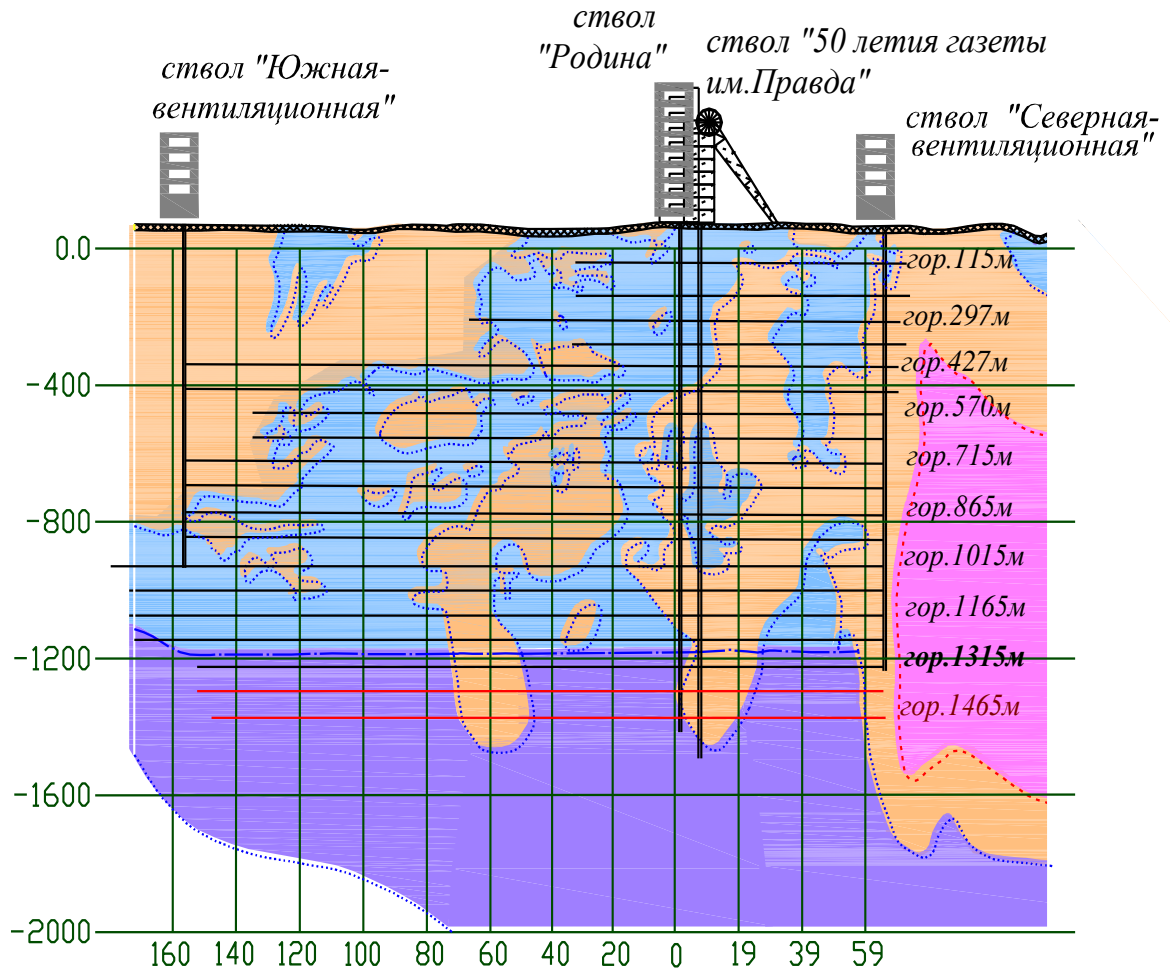 ствол
"Родина"
ствол "50 летия газеты
им.Правда"
ствол "Южная-
вентиляционная"
ствол "Северная-
вентиляционная"
0.0
-400
-800
-1200
-1600
-2000
гор.115м
гор.297м
гор.427м
гор.570м
гор.715м
гор.865м
гор.1015м
гор.1165м
гор.1315м
гор.1465м
160 140 120 100 80 60 40 20 0 19 39 59